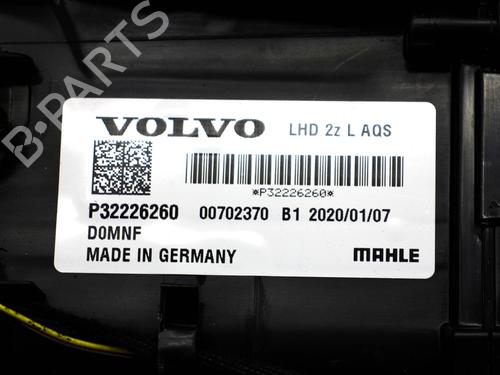 B-PARTS
VOLVO LHD 2z L AQS
*P32226260*
P32226260 00702370 B1 2020/01/07
D0MNF
MADE IN GERMANY MAHLE